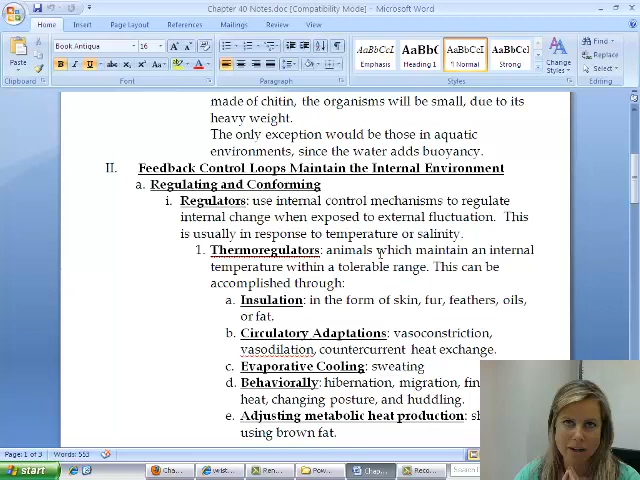 Chapter 40 Notes.doc [Compatibility Mode] - Microsoft Word
Home Insert Page Layout References Mailings Review View
Book Antiqua 16
AaBbCcI AaBb( AaBbCcI AaBbCcI
Emphasis Heading 1 ¶ Normal Strong
Change Styles
Find
Replace
Select
Paste
Clipboard Font Paragraph Styles Editing
made of chitin, the organisms will be small, due to its
heavy weight.
The only exception would be those in aquatic
environments, since the water adds buoyancy.
II. Feedback Control Loops Maintain the Internal Environment
a. Regulating and Conforming
i. Regulators: use internal control mechanisms to regulate
internal change when exposed to external fluctuation. This
is usually in response to temperature or salinity.
1. Thermoregulators: animals which maintain an internal
temperature within a tolerable range. This can be
accomplished through:
a. Insulation: in the form of skin, fur, feathers, oils,
or fat.
b. Circulatory Adaptations: vasoconstriction,
vasodilation, countercurrent heat exchange.
c. Evaporative Cooling: sweating
d. Behaviorally: hibernation, migration,
heat, changing posture, and huddling.
e. Adjusting metabolic heat production:
using brown fat.
Page: 1 of 3 Words: 553
start Cha... wrist... Ren... Pow... Chap... Reco...